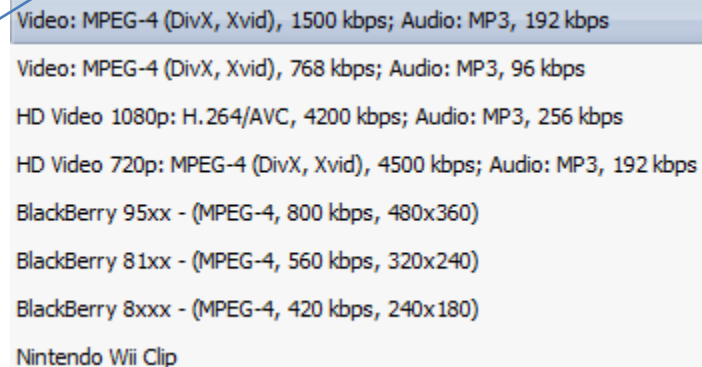 Video: MPEG-4 (DivX, Xvid), 1500 kbps; Audio: MP3, 192 kbps
Video: MPEG-4 (DivX, Xvid), 768 kbps; Audio: MP3, 96 kbps
HD Video 1080p: H.264/AVC, 4200 kbps; Audio: MP3, 256 kbps
HD Video 720p: MPEG-4 (DivX, Xvid), 4500 kbps; Audio: MP3, 192 kbps
BlackBerry 95xx - (MPEG-4, 800 kbps, 480x360)
BlackBerry 81xx - (MPEG-4, 560 kbps, 320x240)
BlackBerry 8xxx - (MPEG-4, 420 kbps, 240x180)
Nintendo Wii Clip